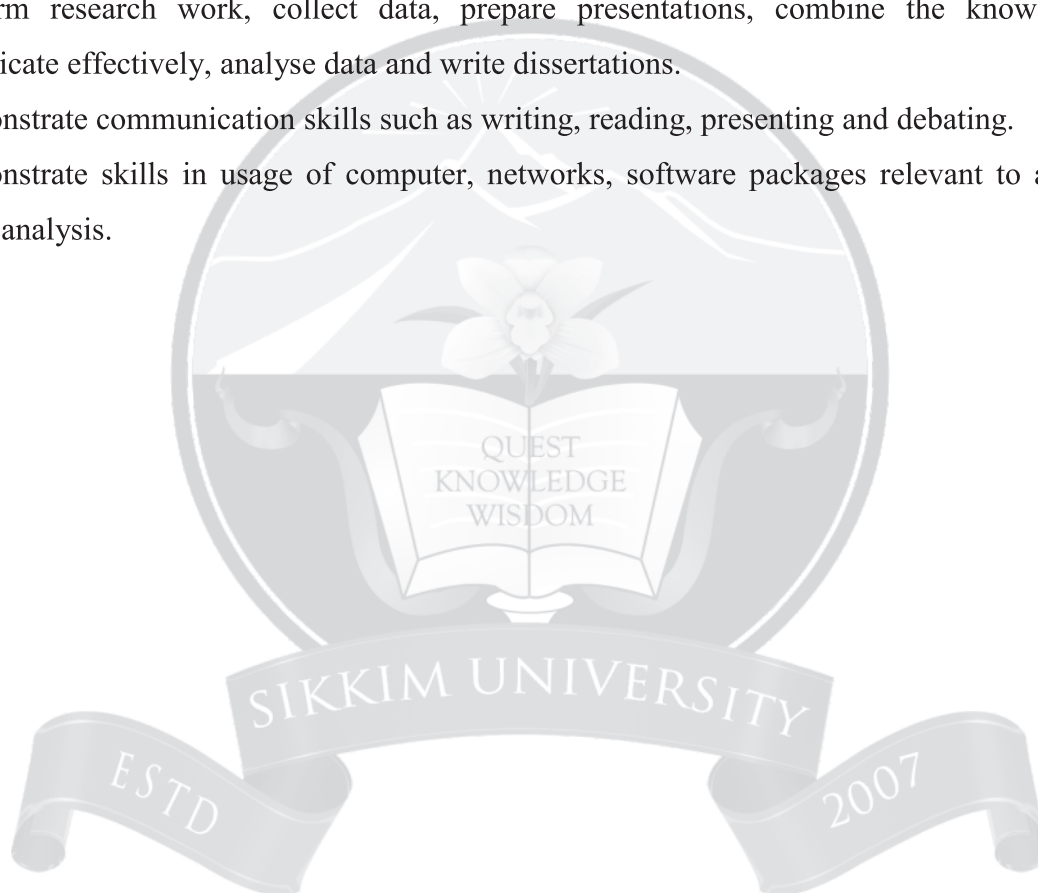 rm research work, collect data, prepare presentations, combine the know
icate effectively, analyse data and write dissertations.
onstrate communication skills such as writing, reading, presenting and debating.
onstrate skills in usage of computer, networks, software packages relevant to a
analysis.
QUEST
KNOWLEDGE
WISDOM
SIKKIM UNIVERSITY
ESTD
2007